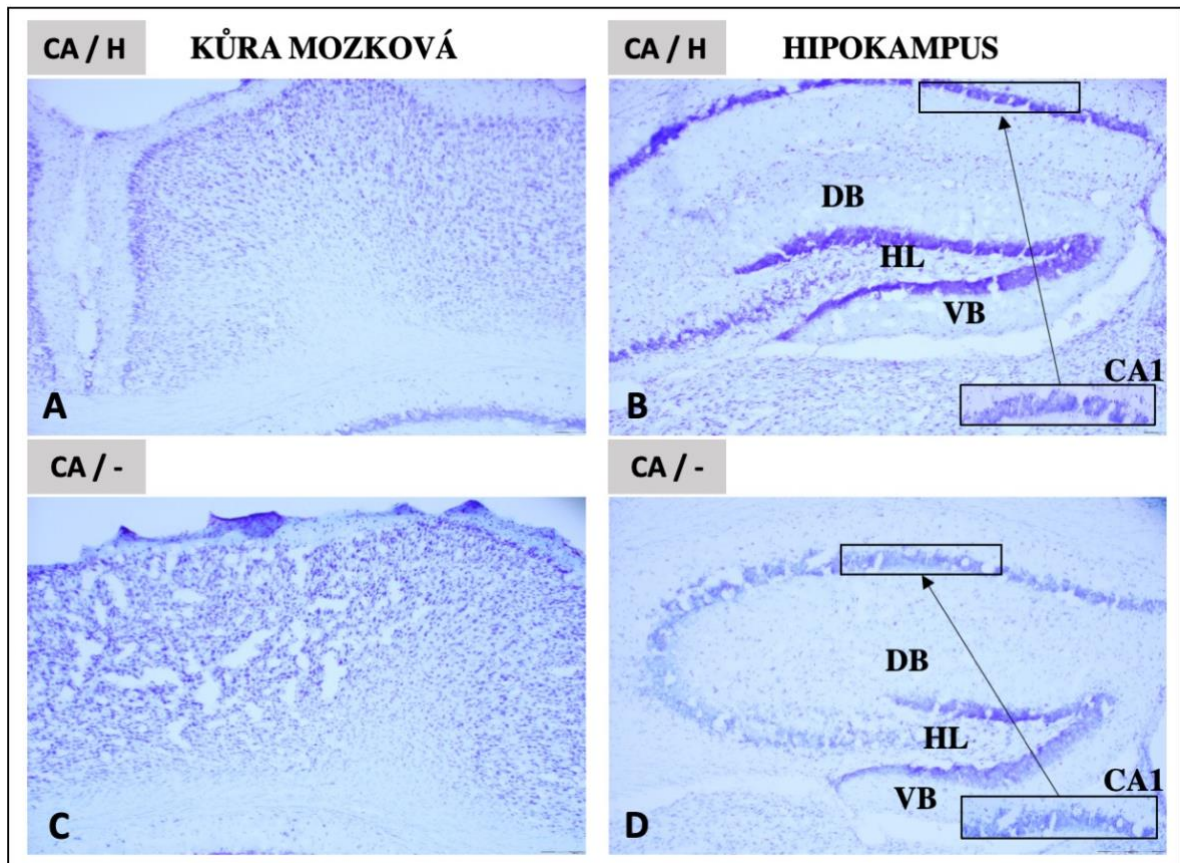 CA / H KŮRA MOZKOVÁ
CA / H HIPOKAMPUS
A
DB
HL
VB
CA1
B
CA / -
C
CA / -
DB
HL
VB
CA1
D